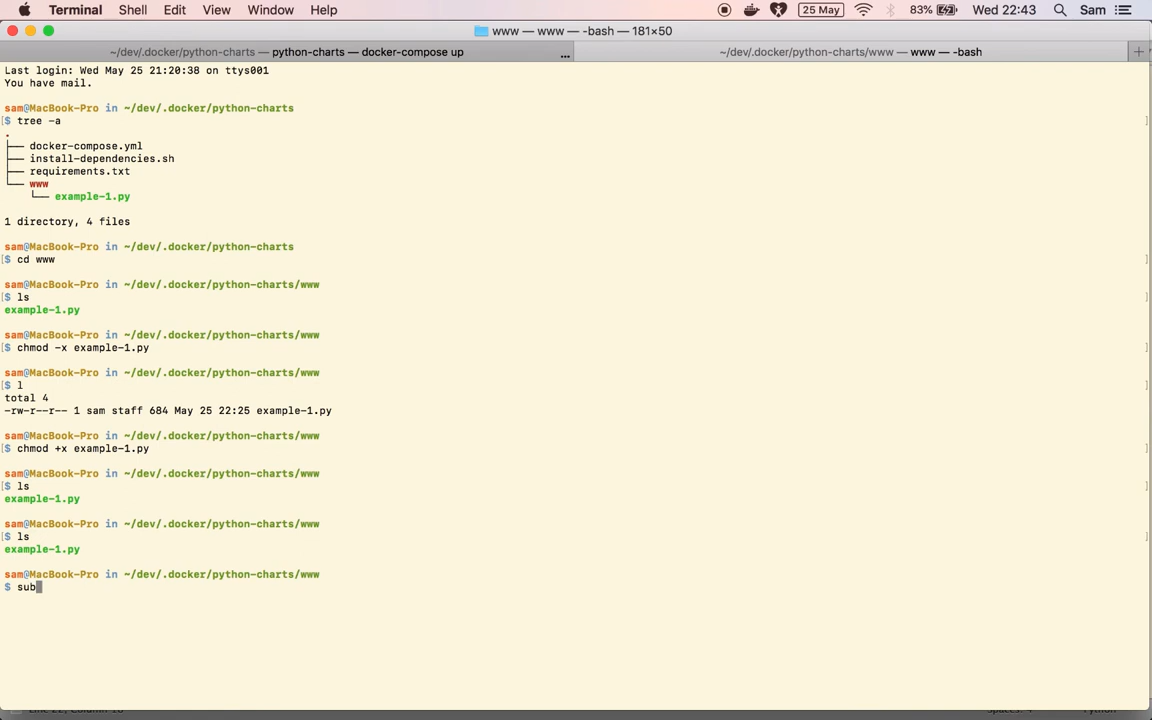 Terminal Shell Edit View Window Help 25 May 83% Wed 22:43 Sam
www — www — -bash — 181×50
~/dev/.docker/python-charts — python-charts — docker-compose up ... ~/dev/.docker/python-charts/www — www — -bash +
Last login: Wed May 25 21:20:38 on ttys001
You have mail.
sam@MacBook-Pro in ~/dev/.docker/python-charts
[$ tree -a ]
.
├── docker-compose.yml
├── install-dependencies.sh
├── requirements.txt
└── www
    └── example-1.py
1 directory, 4 files
sam@MacBook-Pro in ~/dev/.docker/python-charts
[$ cd www ]
sam@MacBook-Pro in ~/dev/.docker/python-charts/www
[$ ls ]
example-1.py
sam@MacBook-Pro in ~/dev/.docker/python-charts/www
[$ chmod -x example-1.py ]
sam@MacBook-Pro in ~/dev/.docker/python-charts/www
[$ l ]
total 4
-rw-r--r-- 1 sam staff 684 May 25 22:25 example-1.py
sam@MacBook-Pro in ~/dev/.docker/python-charts/www
[$ chmod +x example-1.py ]
sam@MacBook-Pro in ~/dev/.docker/python-charts/www
[$ ls ]
example-1.py
sam@MacBook-Pro in ~/dev/.docker/python-charts/www
[$ ls ]
example-1.py
sam@MacBook-Pro in ~/dev/.docker/python-charts/www
$ sub